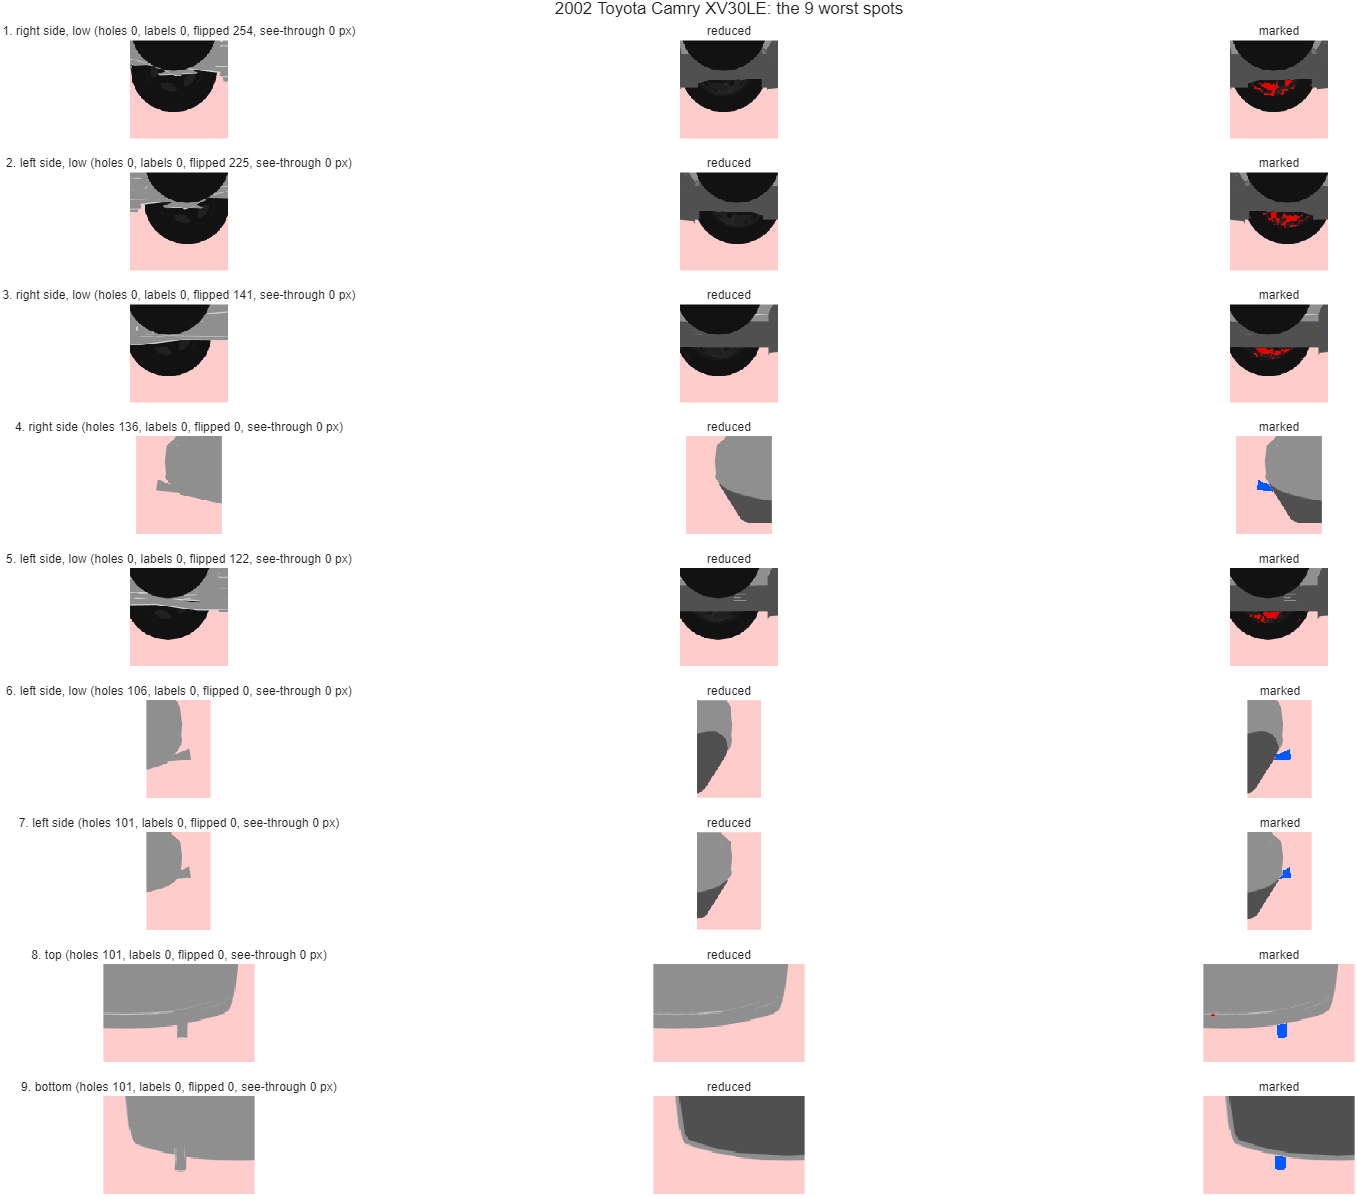 2002 Toyota Camry XV30LE: the 9 worst spots
1. right side, low (holes 0, labels 0, flipped 254, see-through 0 px)
reduced
marked
2. left side, low (holes 0, labels 0, flipped 225, see-through 0 px)
reduced
marked
3. right side, low (holes 0, labels 0, flipped 141, see-through 0 px)
reduced
marked
4. right side (holes 136, labels 0, flipped 0, see-through 0 px)
reduced
marked
5. left side, low (holes 0, labels 0, flipped 122, see-through 0 px)
reduced
marked
6. left side, low (holes 106, labels 0, flipped 0, see-through 0 px)
reduced
marked
7. left side (holes 101, labels 0, flipped 0, see-through 0 px)
reduced
marked
8. top (holes 101, labels 0, flipped 0, see-through 0 px)
reduced
marked
9. bottom (holes 101, labels 0, flipped 0, see-through 0 px)
reduced
marked